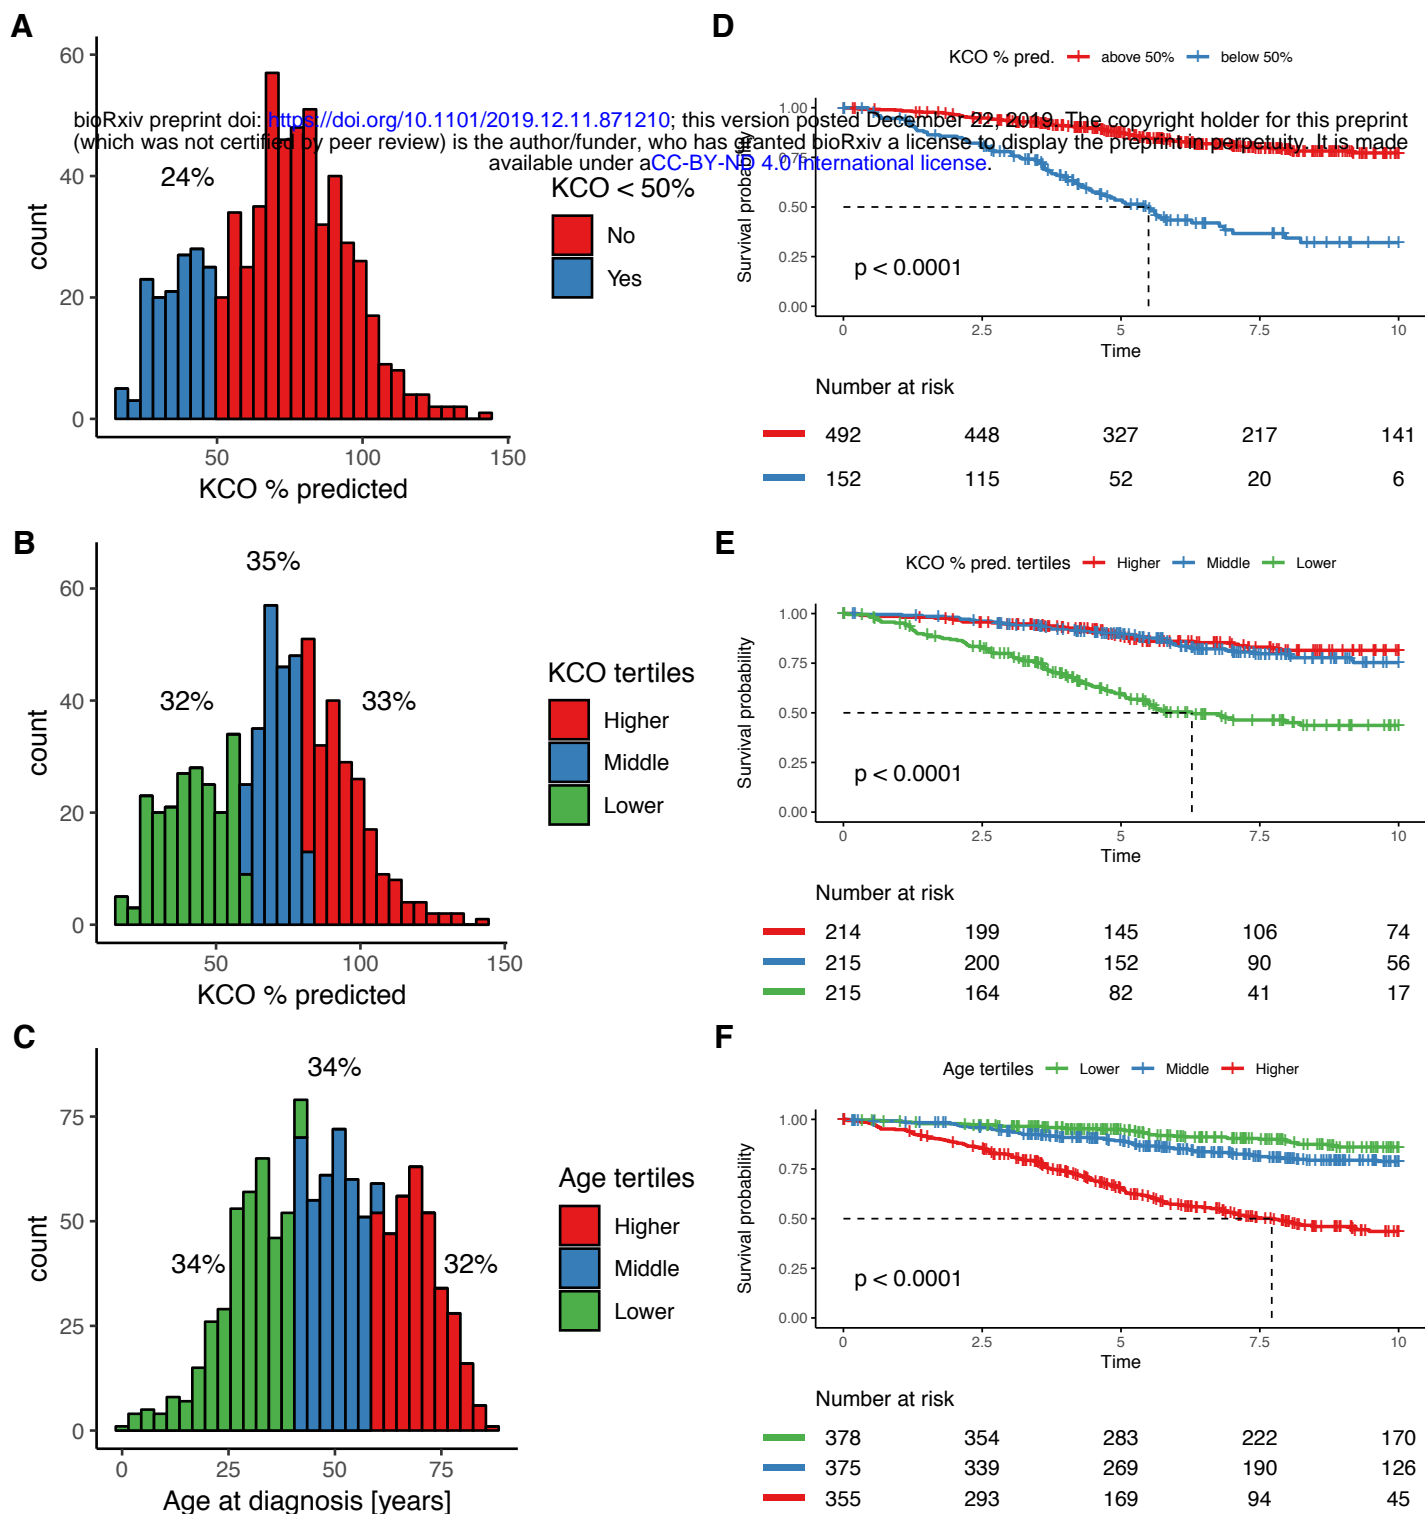 A
60
40
20
0
count
24%
50
100
150
KCO % predicted
KCO < 50%
No
Yes
bioRxiv preprint doi: https://doi.org/10.1101/2019.12.11.871210; this version posted December 22, 2019. The copyright holder for this preprint
(which was not certified by peer review) is the author/funder, who has granted bioRxiv a license to display the preprint in perpetuity. It is made
available under aCC-BY-ND 4.0 International license.
D
KCO % pred. above 50% below 50%
1.00
0.75
0.50
0.25
0.00
Survival probability
p < 0.0001
0 2.5 5 7.5 10
Time
Number at risk
492 448 327 217 141
152 115 52 20 6
B
60
40
20
0
count
35%
32%
33%
50
100
150
KCO % predicted
KCO tertiles
Higher
Middle
Lower
E
KCO % pred. tertiles Higher Middle Lower
1.00
0.75
0.50
0.25
0.00
Survival probability
p < 0.0001
0 2.5 5 7.5 10
Time
Number at risk
214 199 145 106 74
215 200 152 90 56
215 164 82 41 17
C
75
50
25
0
count
34%
34%
32%
0 25 50 75
Age at diagnosis [years]
Age tertiles
Higher
Middle
Lower
F
Age tertiles Lower Middle Higher
1.00
0.75
0.50
0.25
0.00
Survival probability
p < 0.0001
0 2.5 5 7.5 10
Time
Number at risk
378 354 283 222 170
375 339 269 190 126
355 293 169 94 45